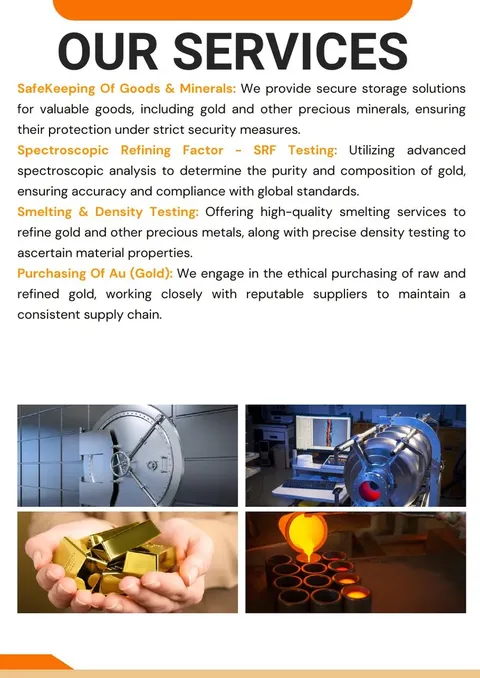 OUR SERVICES
SafeKeeping Of Goods & Minerals: We provide secure storage solutions
for valuable goods, including gold and other precious minerals, ensuring
their protection under strict security measures.
Spectroscopic Refining Factor - SRF Testing: Utilizing advanced
spectroscopic analysis to determine the purity and composition of gold,
ensuring accuracy and compliance with global standards.
Smelting & Density Testing: Offering high-quality smelting services to
refine gold and other precious metals, along with precise density testing to
ascertain material properties.
Purchasing Of Au (Gold): We engage in the ethical purchasing of raw and
refined gold, working closely with reputable suppliers to maintain a
consistent supply chain.